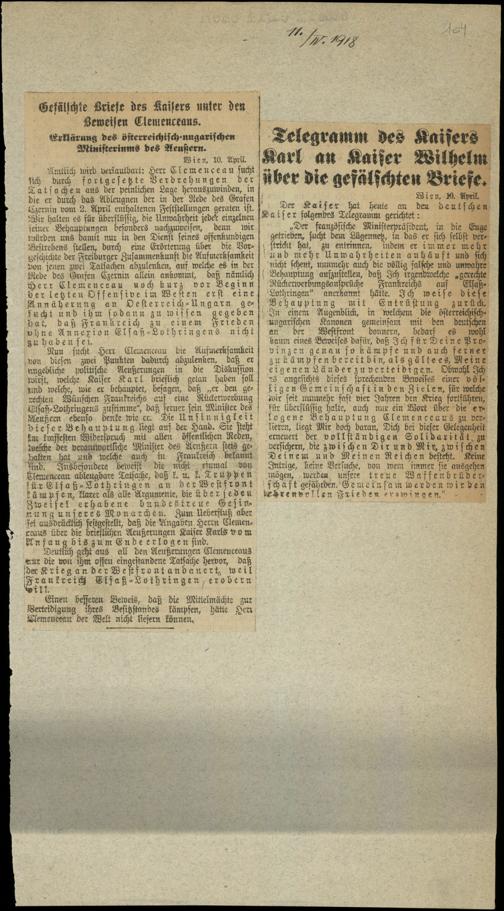 11./IV. 1918
164
Gefälschte Briefe des Kaisers unter den
Beweisen Clemenceaus.
Erklärung des österreichisch-ungarischen
Ministeriums des Aeußern.
Wien, 10. April.
Amtlich wird verlautbart: Herr Clemenceau sucht
sich durch fortgesetzte Verdrehungen der
Tatsachen aus der peinlichen Lage herauszuwinden, in
die er durch das Ableugnen der in der Rede des Grafen
Czernin vom 2. April enthaltenen Feststellungen geraten ist.
Wir halten es für überflüssig, die Unwahrheit jeder einzelnen
seiner Behauptungen besonders nachzuweisen, denn wir
würden uns damit nur in den Dienst seines offenkundigen
Bestrebens stellen, durch eine Erörterung über die Vor-
geschichte der Freiburger Zusammenkunft die Aufmerksamkeit
von jenen zwei Tatsachen abzulenken, auf welche es in der
Rede des Grafen Czernin allein ankommt, daß nämlich
Herr Clemenceau noch kurz vor Beginn
der letzten Offensive im Westen erst eine
Annäherung an Oesterreich-Ungarn ge-
sucht und ihm sodann zu wissen gegeben
hat, daß Frankreich zu einem Frieden
ohne Annexion Elsaß-Lothringens nicht
zu haben sei.
Nun sucht Herr Clemenceau die Aufmerksamkeit
von diesen zwei Punkten dadurch abzulenken, daß er
angebliche politische Aeußerungen in die Diskussion
wirft, welche Kaiser Karl brieflich getan haben soll
und welche, wie er behauptet, besagen, daß „er den ge-
rechten Wünschen Frankreichs auf eine Rückerwerbung
Elsaß-Lothringens zustimme“, daß ferner sein Minister des
Aeußern ebenso denke wie er. Die Unsinnigkeit
dieser Behauptung liegt auf der Hand. Sie steht
im krassesten Widerspruch mit allen öffentlichen Reden,
welche der verantwortliche Minister des Aeußern stets ge-
halten hat und welche auch in Frankreich bekannt
sind. Insbesondere beweist die nicht einmal von
Clemenceau ableugbare Tatsache, daß k. u. k. Truppen
für Elsaß-Lothringen an der Westfront
kämpfen, klarer als alle Argumente, die über jeden
Zweifel erhabene bundestreue Gesin-
nung unseres Monarchen. Zum Ueberfluß aber
sei ausdrücklich festgestellt, daß die Angaben Herrn Clemen-
ceaus über die brieflichen Aeußerungen Kaiser Karls vom
Anfang bis zum Ende erlogen sind.
Deutlich geht aus all den Aeußerungen Clemenceaus
nur die von ihm offen eingestandene Tatsache hervor, daß
der Krieg an der Westfront andauert, weil
Frankreich Elsaß-Lothringen erobern
will.
Einen besseren Beweis, daß die Mittelmächte zur
Verteidigung ihres Besitzstandes kämpfen, hätte Herr
Clemenceau der Welt nicht liefern können.
Telegramm des Kaisers
Karl an Kaiser Wilhelm
über die gefälschten Briefe.
Wien, 10. April.
Der Kaiser hat heute an den deutschen
Kaiser folgendes Telegramm gerichtet:
„Der französische Ministerpräsident, in die Enge
getrieben, sucht dem Lügennetz, in das er sich selbst ver-
strickt hat, zu entrinnen, indem er immer mehr
und mehr Unwahrheiten anhäuft und sich
nicht scheut, nunmehr auch die völlig falsche und unwahre
Behauptung aufzustellen, daß Ich irgendwelche „gerechte
Rückerwerbungsansprüche Frankreichs auf Elsaß-
Lothringen“ anerkannt hätte. Ich weise diese
Behauptung mit Entrüstung zurück.
In einem Augenblick, in welchem die österreichisch-
ungarischen Kanonen gemeinsam mit den deutschen
an der Westfront donnern, bedarf es wohl
kaum eines Beweises dafür, daß Ich für Deine Pro-
vinzen genau so kämpfe und auch ferner
zu kämpfen bereit bin, als gälte es, Meine
eigenen Länder zu verteidigen. Obwohl Ich
es angesichts dieses sprechenden Beweises einer völ-
ligen Gemeinschaft in den Zielen, für welche
wir seit nunmehr fast vier Jahren den Krieg fortführen,
für überflüssig halte, auch nur ein Wort über die er-
logene Behauptung Clemenceaus zu ver-
lieren, liegt Mir doch daran, Dich bei dieser Gelegenheit
erneuert der vollständigen Solidarität zu
versichern, die zwischen Dir und Mir, zwischen
Deinem und Meinem Reiche besteht. Keine
Intrige, keine Versuche, von wem immer sie ausgehen
mögen, werden unsere treue Waffenbrüder-
schaft gefährden. Gemeinsam werden wir den
ehrenvollen Frieden erzwingen.“